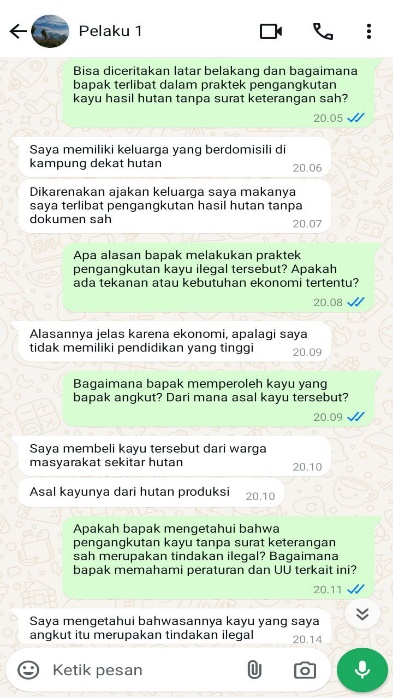 Pelaku 1
Bisa diceritakan latar belakang dan bagaimana
bapak terlibat dalam praktek pengangkutan
kayu hasil hutan tanpa surat keterangan sah?
20.05
Saya memiliki keluarga yang berdomisili di
kampung dekat hutan
20.06
Dikarenakan ajakan keluarga saya makanya
saya terlibat pengangkutan hasil hutan tanpa
dokumen sah
20.07
Apa alasan bapak melakukan praktek
pengangkutan kayu ilegal tersebut? Apakah
ada tekanan atau kebutuhan ekonomi tertentu?
20.08
Alasannya jelas karena ekonomi, apalagi saya
tidak memiliki pendidikan yang tinggi
20.09
Bagaimana bapak memperoleh kayu yang
bapak angkut? Dari mana asal kayu tersebut?
20.09
Saya membeli kayu tersebut dari warga
masyarakat sekitar hutan
20.10
Asal kayunya dari hutan produksi
20.10
Apakah bapak mengetahui bahwa
pengangkutan kayu tanpa surat keterangan
sah merupakan tindakan ilegal? Bagaimana
bapak memahami peraturan dan UU terkait ini?
20.11
Saya mengetahui bahwasannya kayu yang saya
angkut itu merupakan tindakan ilegal
20.14
Ketik pesan